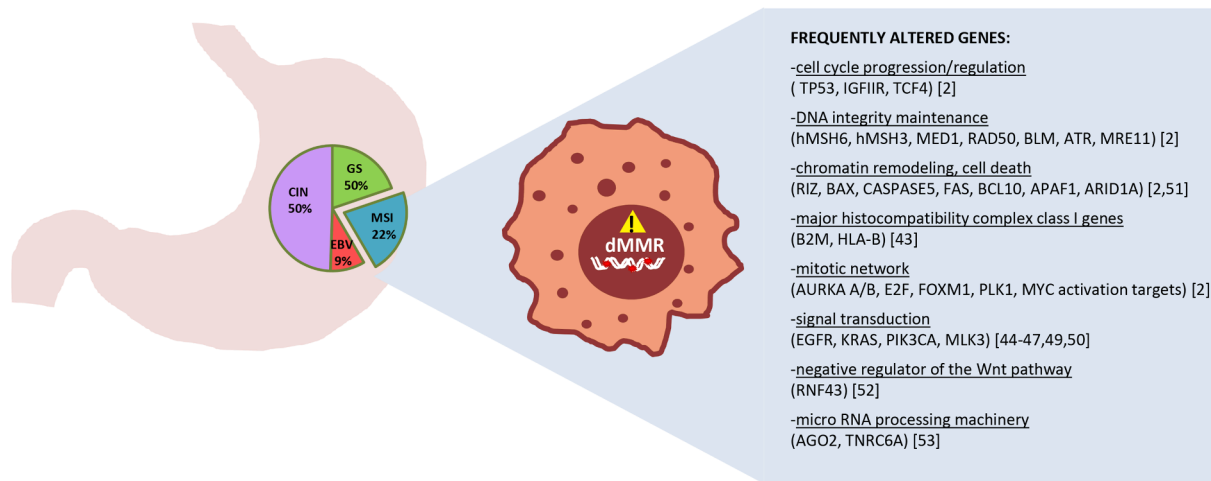 CIN
50%
GS
50%
MSI
22%
EBV
9%
!
dMMR
FREQUENTLY ALTERED GENES:
-cell cycle progression/regulation
( TP53, IGFIIR, TCF4) [2]
-DNA integrity maintenance
(hMSH6, hMSH3, MED1, RAD50, BLM, ATR, MRE11) [2]
-chromatin remodeling, cell death
(RIZ, BAX, CASPASE5, FAS, BCL10, APAF1, ARID1A) [2,51]
-major histocompatibility complex class I genes
(B2M, HLA-B) [43]
-mitotic network
(AURKA A/B, E2F, FOXM1, PLK1, MYC activation targets) [2]
-signal transduction
(EGFR, KRAS, PIK3CA, MLK3) [44-47,49,50]
-negative regulator of the Wnt pathway
(RNF43) [52]
-micro RNA processing machinery
(AGO2, TNRC6A) [53]